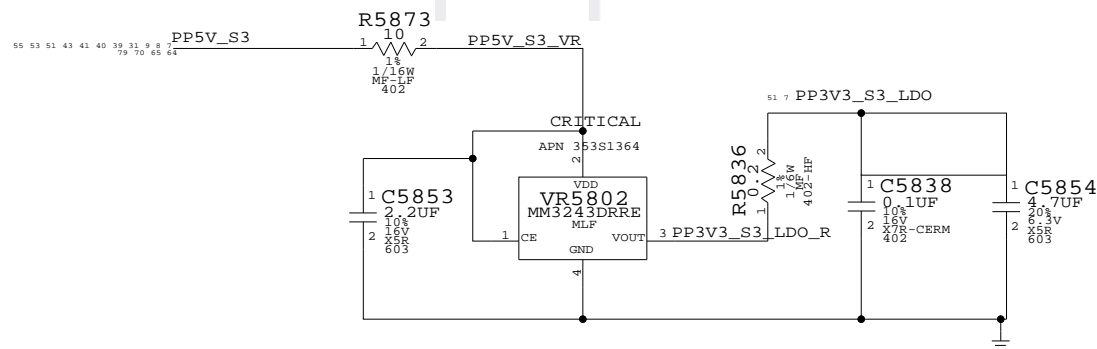 R5873
10
55 53 51 43 41 40 39 31 9 8 7
79 70 65 64
PP5V_S3
1
2
PP5V_S3_VR
1%
1/16W
MF-LF
402
CRITICAL
APN 353S1364
51 7 PP3V3_S3_LDO
1
C5853
2.2UF
10%
16V
X5R
603
2
2
VDD
VR5802
MM3243DRRE
MLF
1
CE
VOUT
GND
3
PP3V3_S3_LDO_R
4
R5836
0.2
1%
1/6W
MF
402-HF
2
1
1
C5838
0.1UF
10%
16V
X7R-CERM
402
2
1
C5854
4.7UF
20%
6.3V
X5R
603
2